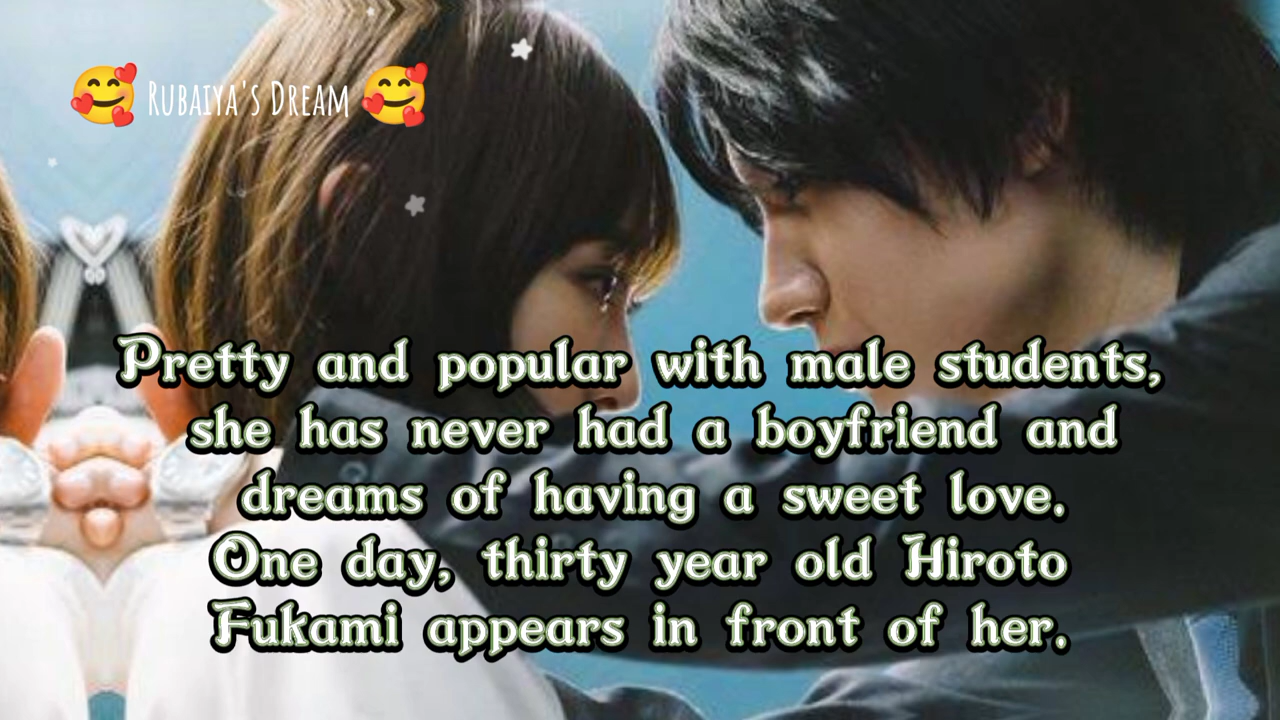 🥰 Rubaiya's Dream 🥰
Pretty and popular with male students,
she has never had a boyfriend and
dreams of having a sweet love.
One day, thirty year old Hiroto
Fukami appears in front of her.